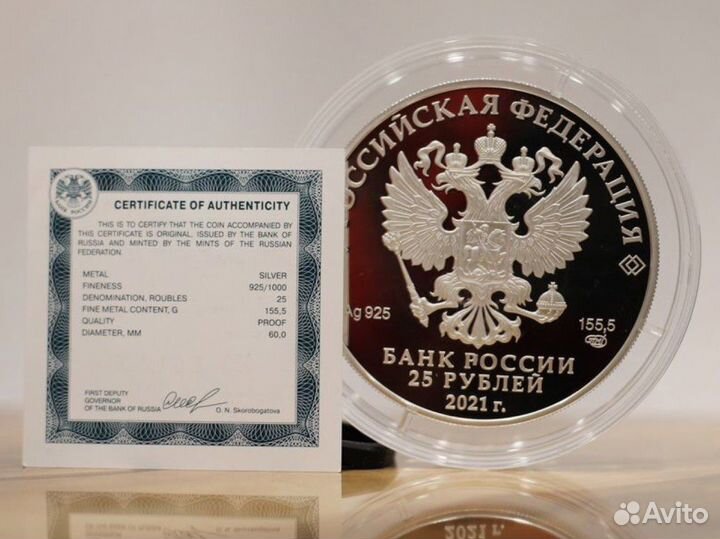 БАНК РОССИИ
CERTIFICATE OF AUTHENTICITY
THIS IS TO CERTIFY THAT THE COIN ACCOMPANIED BY
THIS CERTIFICATE IS ORIGINAL, ISSUED BY THE BANK OF
RUSSIA AND MINTED BY THE MINTS OF THE RUSSIAN
FEDERATION.
METAL SILVER
FINENESS 925/1000
DENOMINATION, ROUBLES 25
FINE METAL CONTENT, G 155,5
QUALITY PROOF
DIAMETER, MM 60,0
FIRST DEPUTY
GOVERNOR
OF THE BANK OF RUSSIA
O. N. Skorobogatova
ОССИЙСКАЯ ФЕДЕРАЦИЯ
Ag 925
155,5
БАНК РОССИИ
25 РУБЛЕЙ
2021 г.
Avito